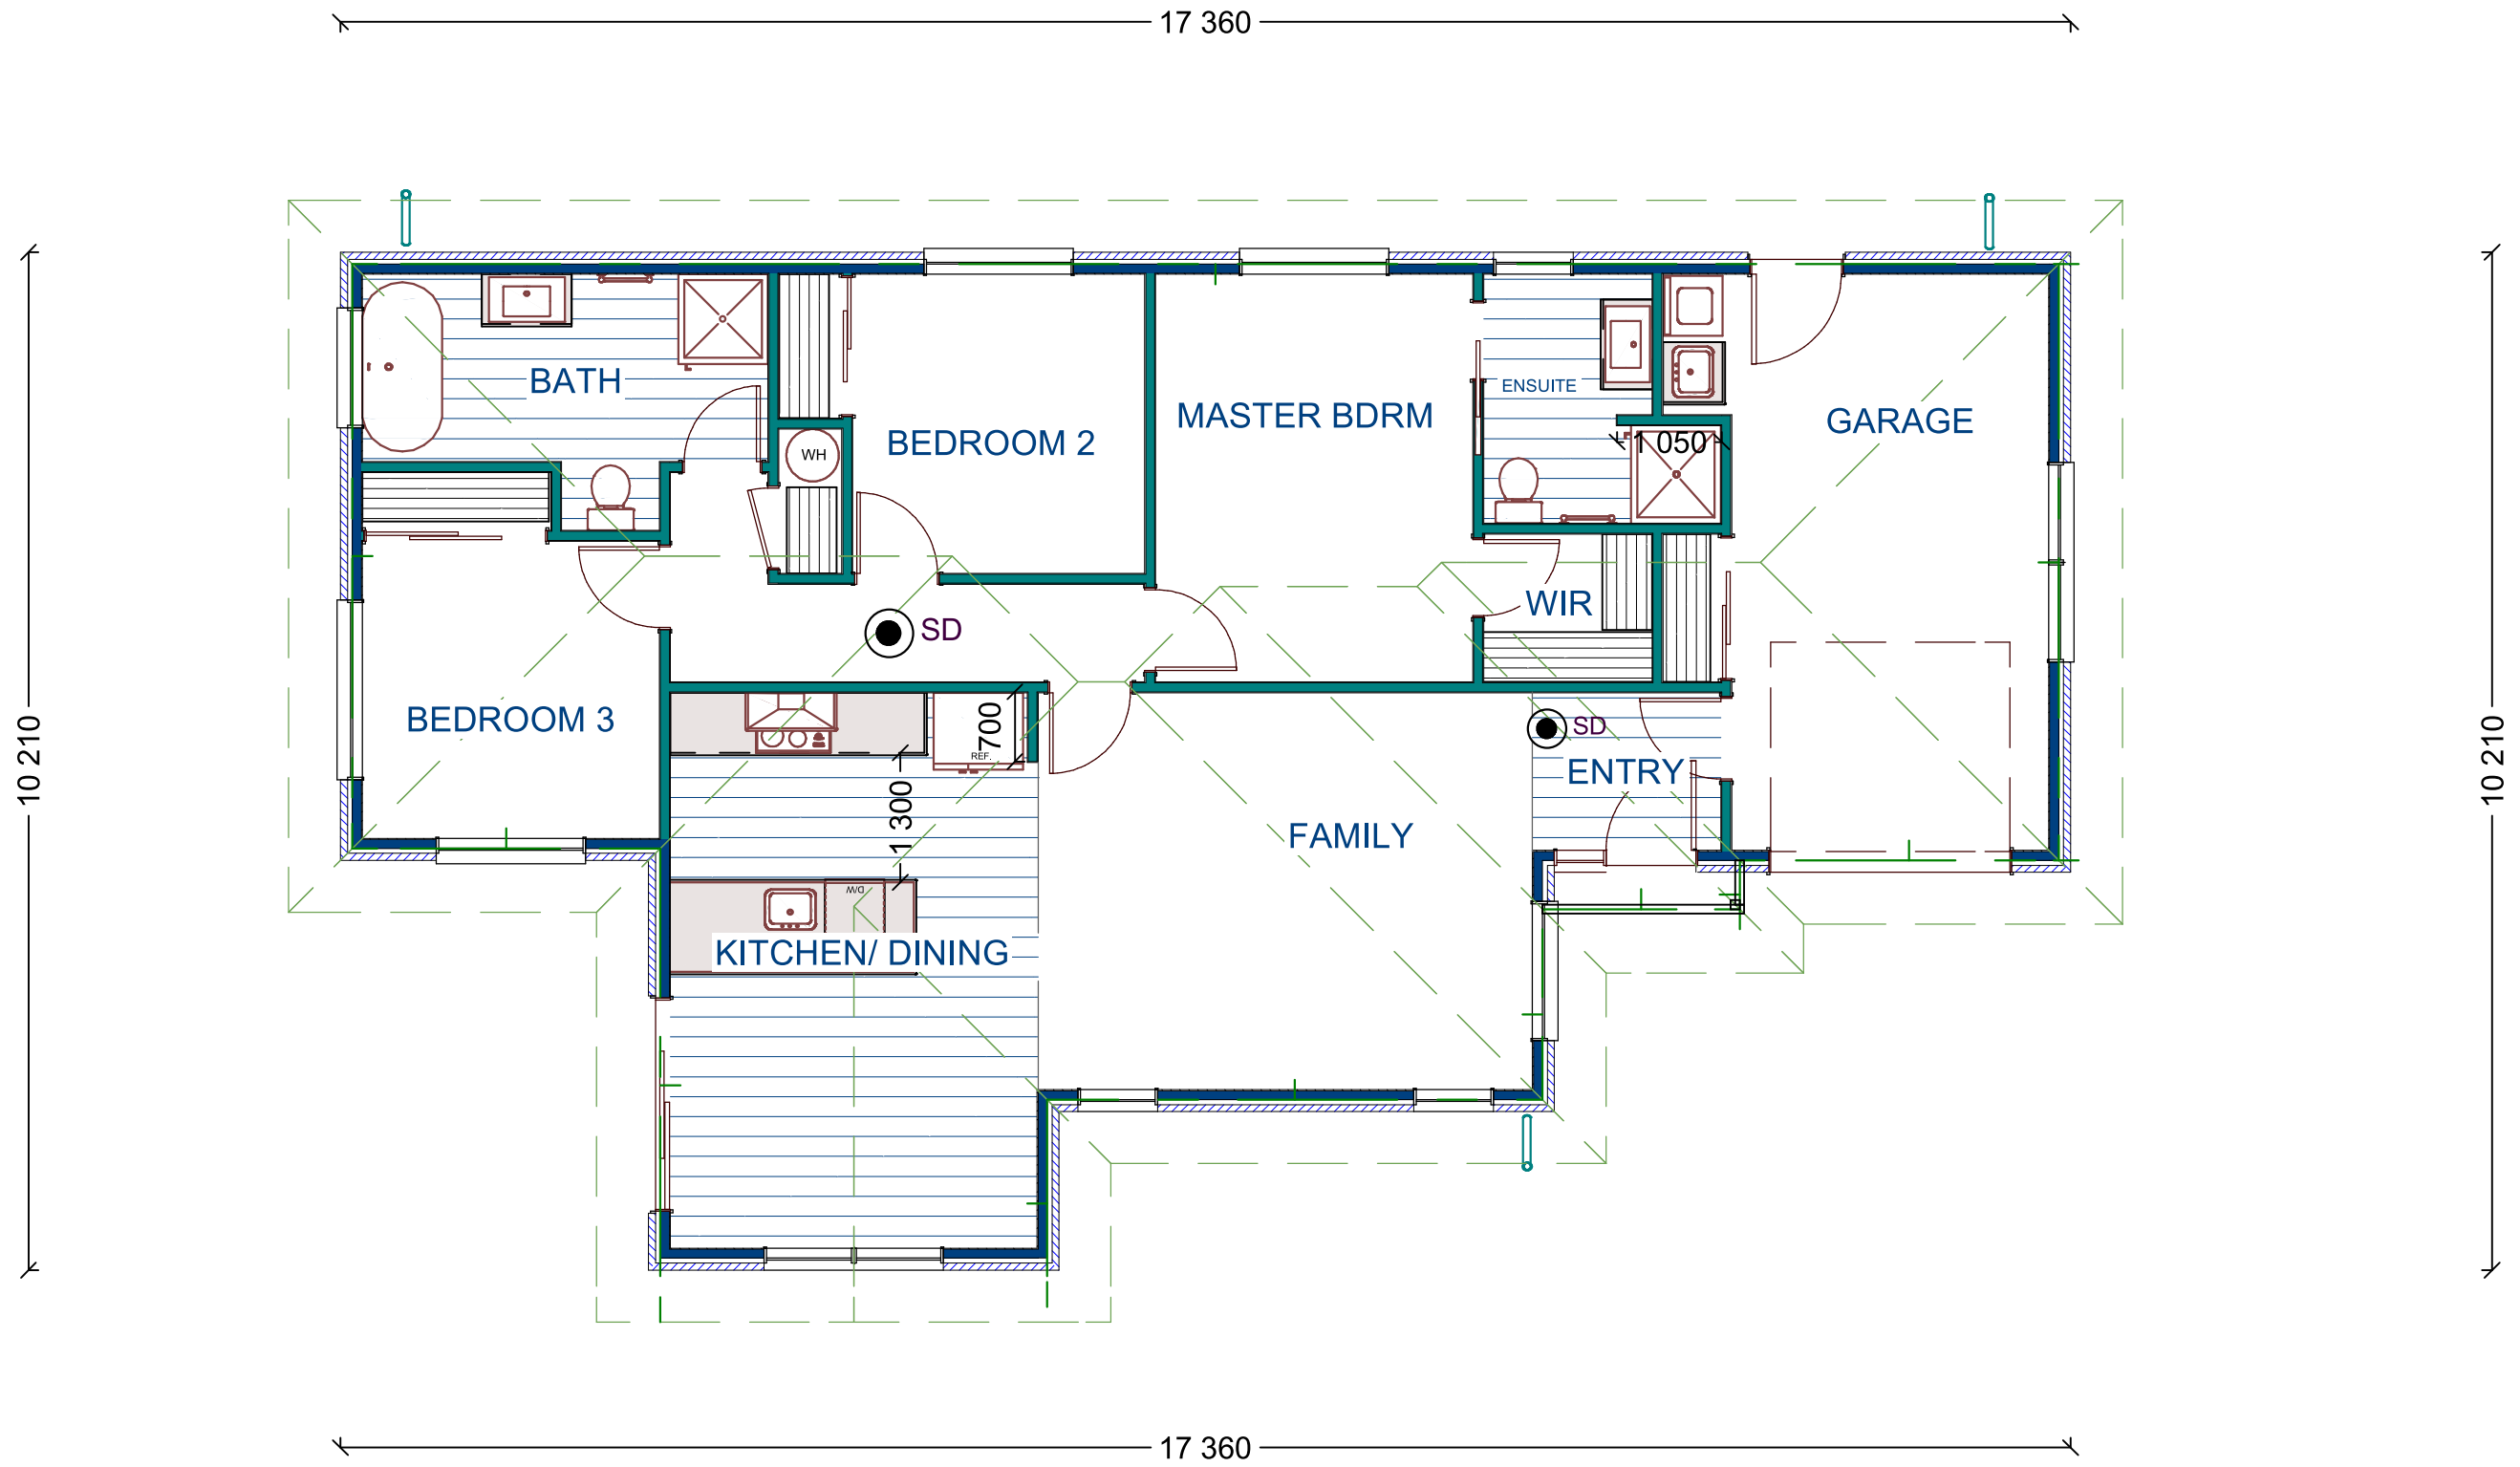 17 360
BATH
ENSUITE
MASTER BDRM
GARAGE
BEDROOM 2
1 050
WH
WIR
SD
BEDROOM 3
700
SD
REF.
ENTRY
1 300
FAMILY
D/W
KITCHEN/ DINING
10 210
10 210
17 360